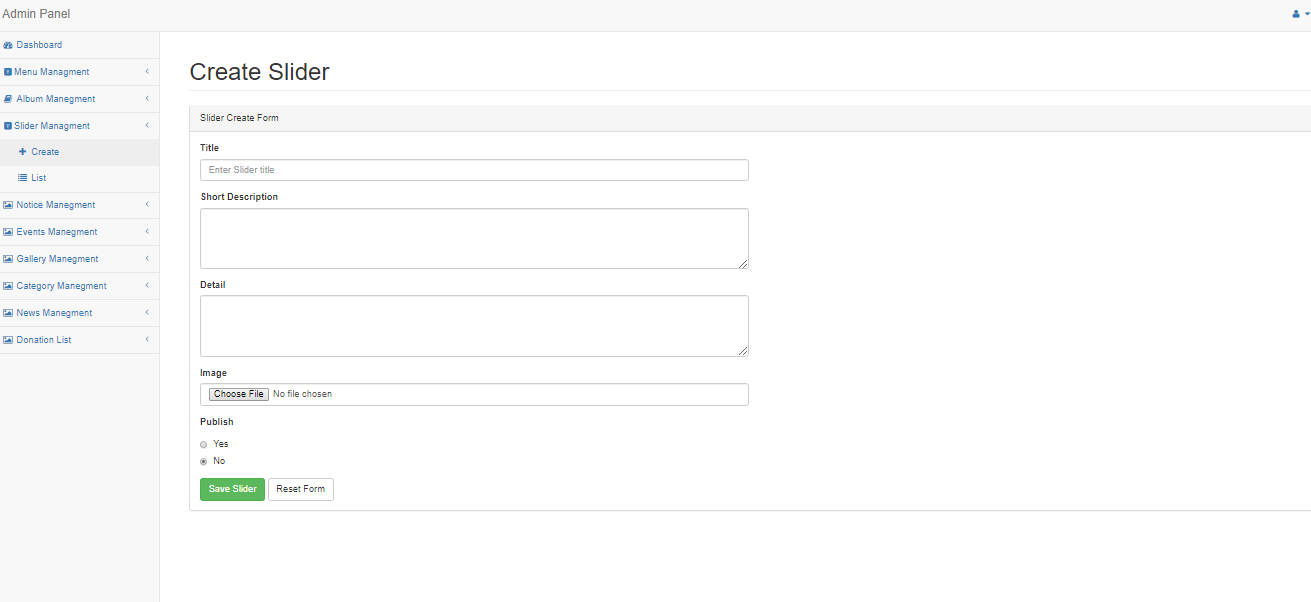 Admin Panel
Dashboard
Menu Managment
Album Manegment
Slider Managment
Create
List
Notice Manegment
Events Manegment
Gallery Manegment
Category Manegment
News Manegment
Donation List
Create Slider
Slider Create Form
Title
Enter Slider title
Short Description
Detail
Image
Choose File No file chosen
Publish
Yes
No
Save Slider Reset Form